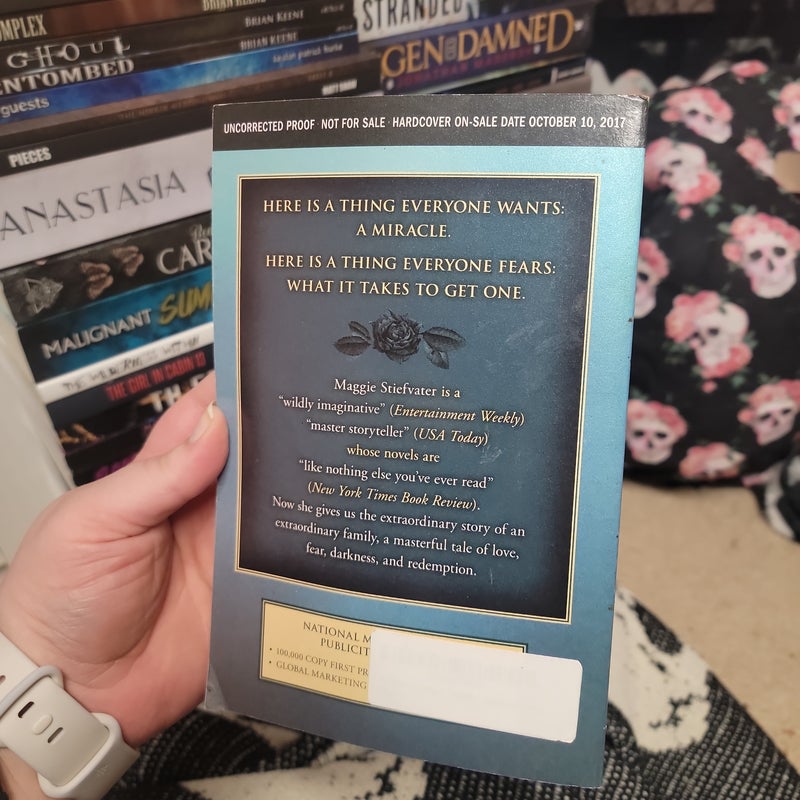 BRIAN KEENE
STRANDED
GHOUL
BRIAN KEENE
ENTOMBED
GEN DAMNED
guests
PIECES
ANASTASIA
MALIGNANT
THE WILDERNESS WITHIN
THE GIRL IN CABIN 13
UNCORRECTED PROOF · NOT FOR SALE · HARDCOVER ON-SALE DATE OCTOBER 10, 2017
HERE IS A THING EVERYONE WANTS:
A MIRACLE.
HERE IS A THING EVERYONE FEARS:
WHAT IT TAKES TO GET ONE.
Maggie Stiefvater is a
“wildly imaginative” (Entertainment Weekly)
“master storyteller” (USA Today)
whose novels are
“like nothing else you’ve ever read”
(New York Times Book Review).
Now she gives us the extraordinary story of an
extraordinary family, a masterful tale of love,
fear, darkness, and redemption.
NATIONAL M
PUBLICIT
• 100,000 COPY FIRST PR
• GLOBAL MARKETING